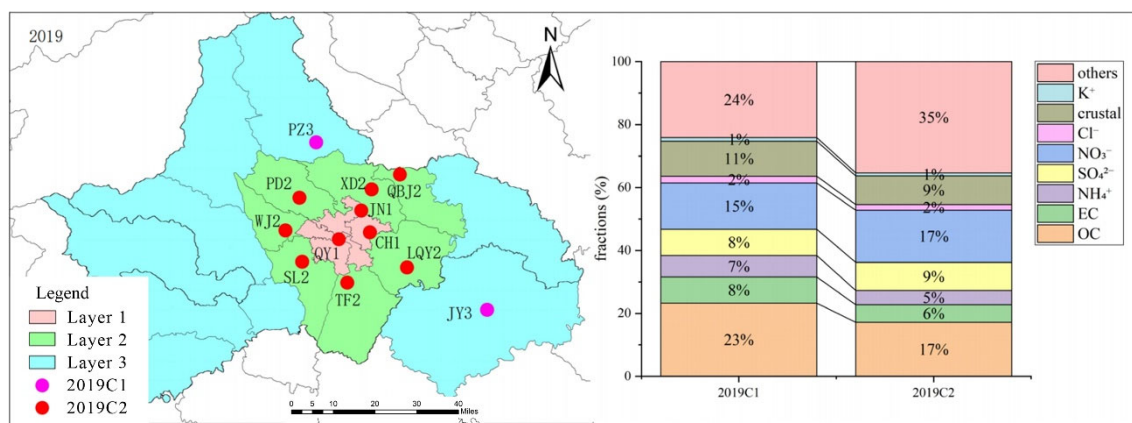 2019
N
PZ3
PD2
XD2
QBJ2
JN1
WJ2
QY1
CH1
LQY2
SL2
TF2
JY3
Legend
Layer 1
Layer 2
Layer 3
2019C1
2019C2
0 5 10 20 30 40
Miles
fractions (%)
100
80
60
40
20
0
24%
1%
11%
2%
15%
8%
7%
8%
23%
35%
1%
9%
2%
17%
9%
5%
6%
17%
2019C1
2019C2
others
K⁺
crustal
Cl⁻
NO₃⁻
SO₄²⁻
NH₄⁺
EC
OC